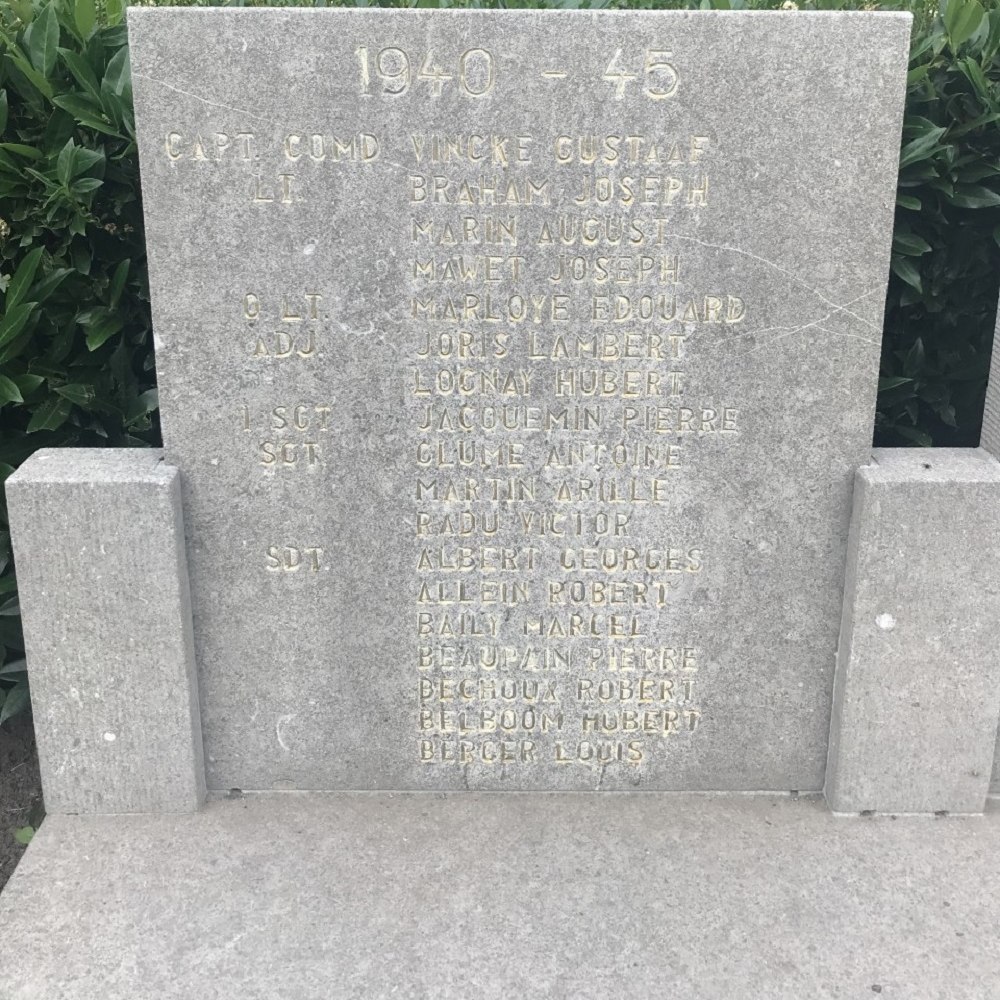 1940 - 45
CAPT. COMD VINCKE GUSTAAF
LT. BRAHAM JOSEPH
MARIN AUGUST
MAWET JOSEPH
O LT. MARLOYE EDOUARD
ADJ. JORIS LAMBERT
LOGNAY HUBERT
1 SGT JACQUEMIN PIERRE
SGT. GLUME ANTOINE
MARTIN ARILLE
RADU VICTOR
SDT. ALBERT GEORGES
ALLEIN ROBERT
BAILY MARCEL
BEAUPAIN PIERRE
BECHOUX ROBERT
BELBOOM HUBERT
BERGER LOUIS